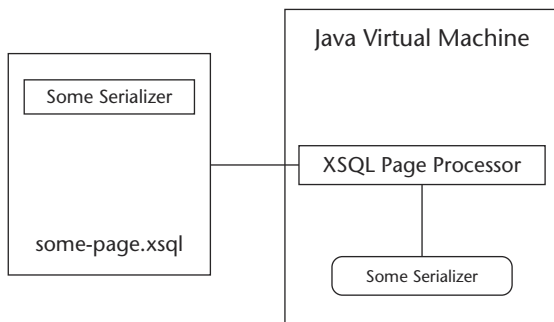 Java Virtual Machine
Some Serializer
XSQL Page Processor
some-page.xsql
Some Serializer